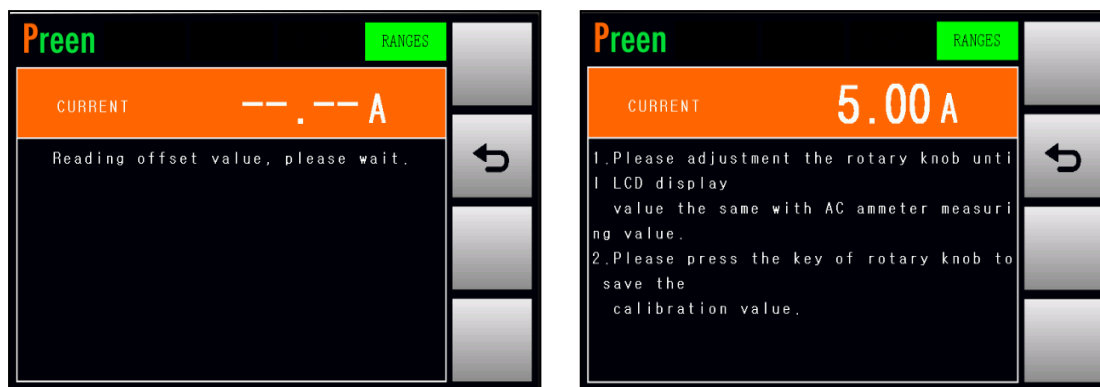 Preen
RANGES
CURRENT --.-- A
Reading offset value, please wait.
Preen
RANGES
CURRENT 5.00 A
1.Please adjustment the rotary knob unti
l LCD display
value the same with AC ammeter measuri
ng value.
2.Please press the key of rotary knob to
save the
calibration value.